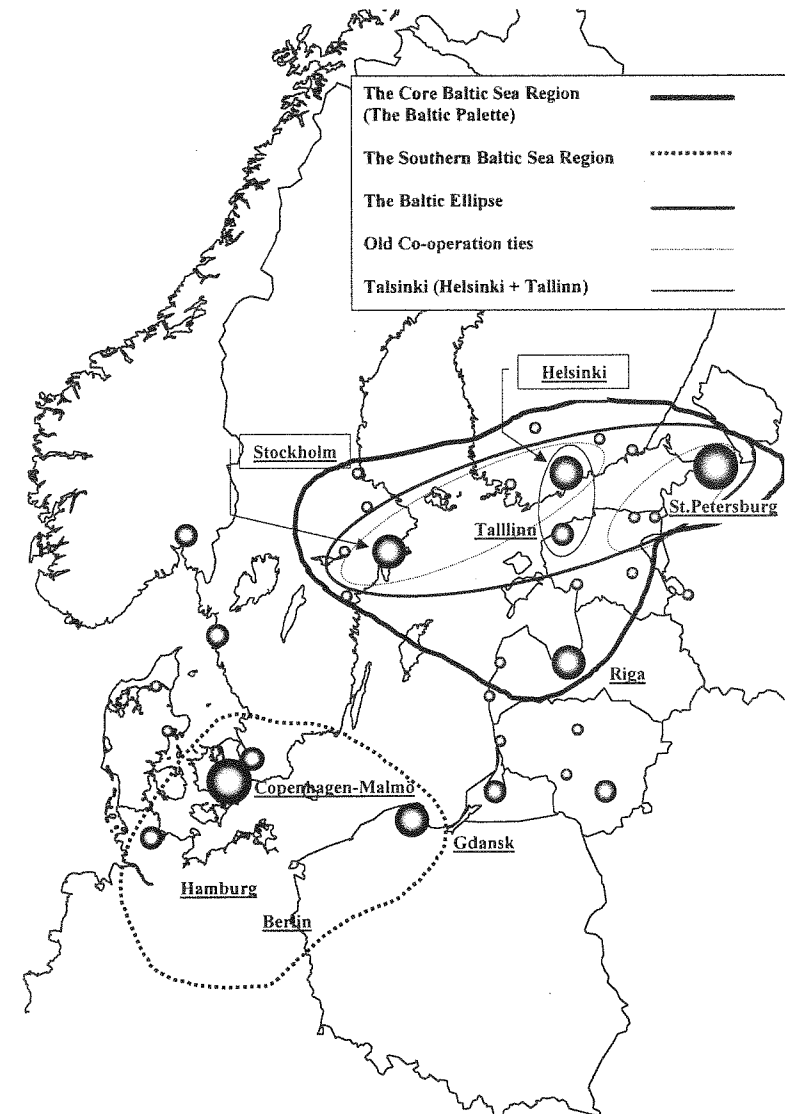 The Core Baltic Sea Region
(The Baltic Palette)
The Southern Baltic Sea Region
The Baltic Ellipse
Old Co-operation ties
Talsinki (Helsinki + Tallinn)
Helsinki
Stockholm
St.Petersburg
Talllinn
Riga
Copenhagen-Malmö
Gdansk
Hamburg
Berlin